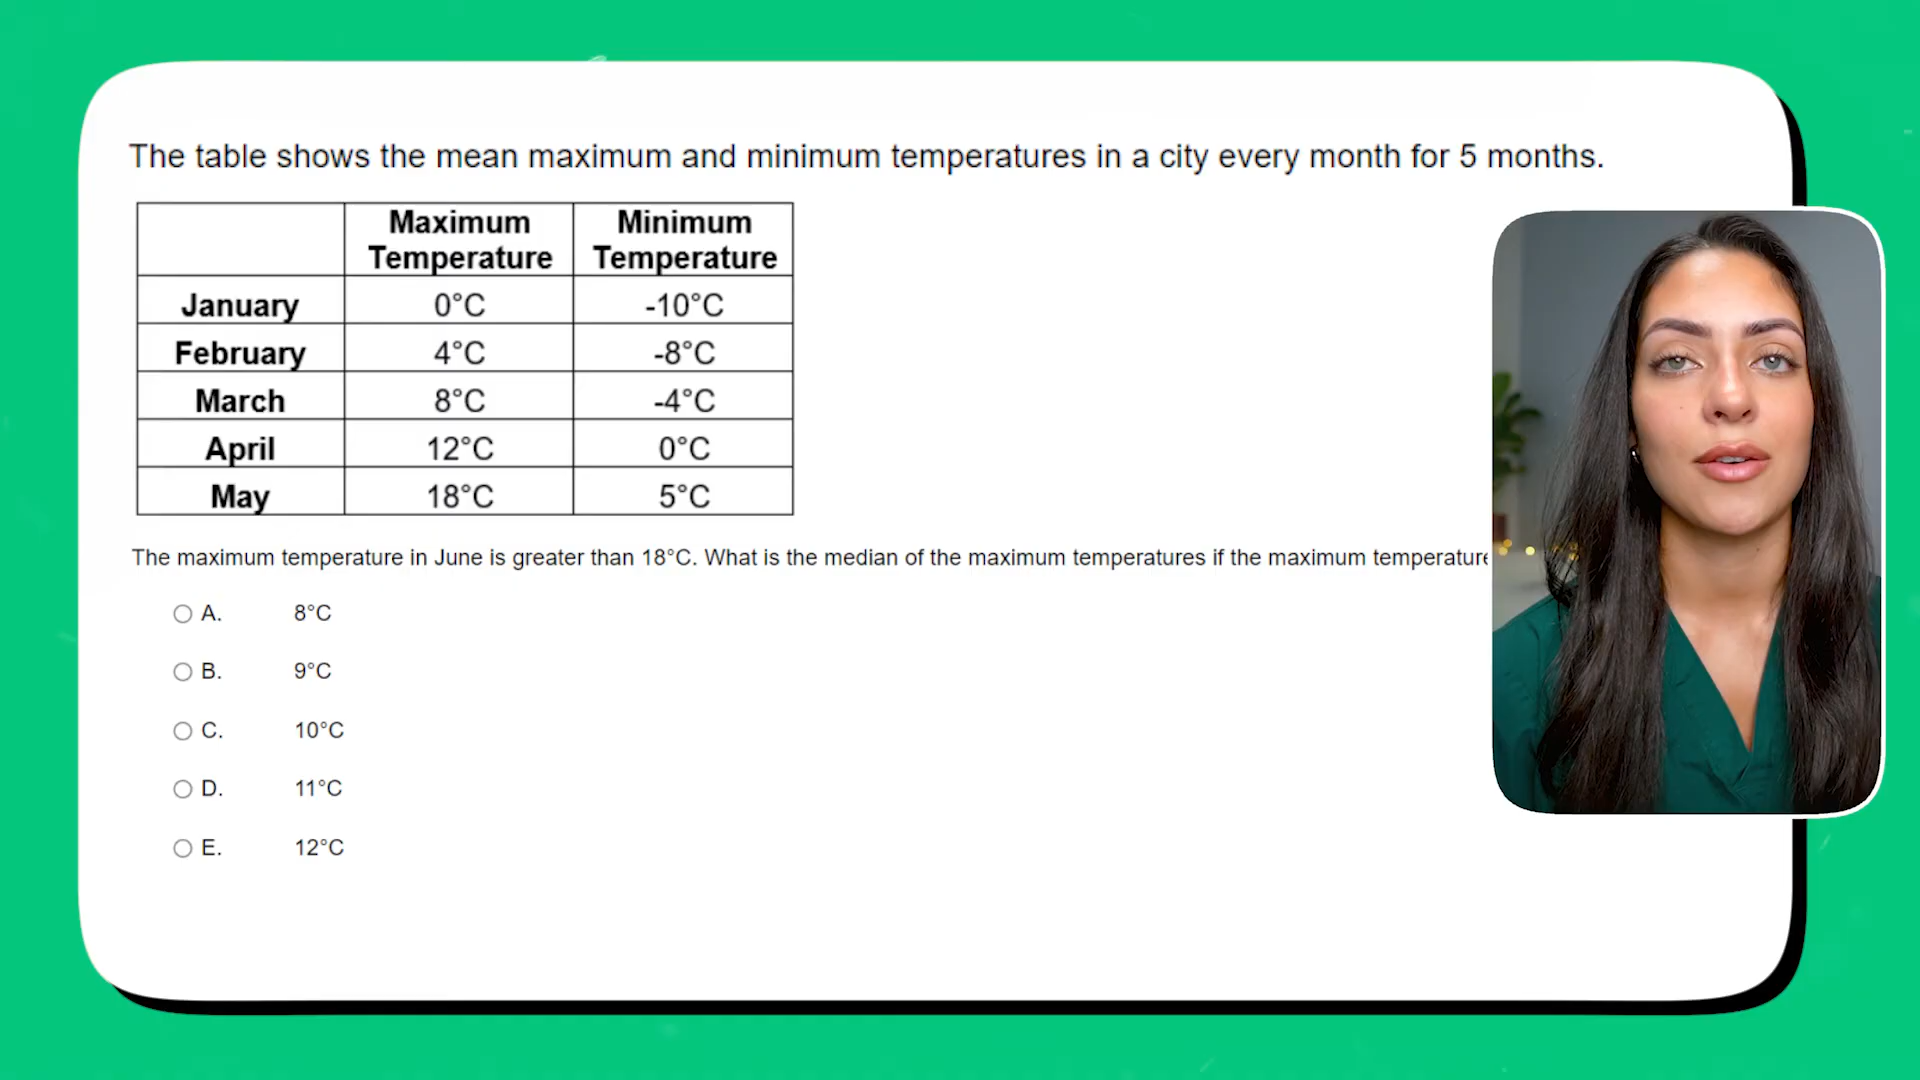 The table shows the mean maximum and minimum temperatures in a city every month for 5 months.
Maximum Temperature Minimum Temperature
January 0°C -10°C
February 4°C -8°C
March 8°C -4°C
April 12°C 0°C
May 18°C 5°C
The maximum temperature in June is greater than 18°C. What is the median of the maximum temperatures if the maximum temperature
A. 8°C
B. 9°C
C. 10°C
D. 11°C
E. 12°C